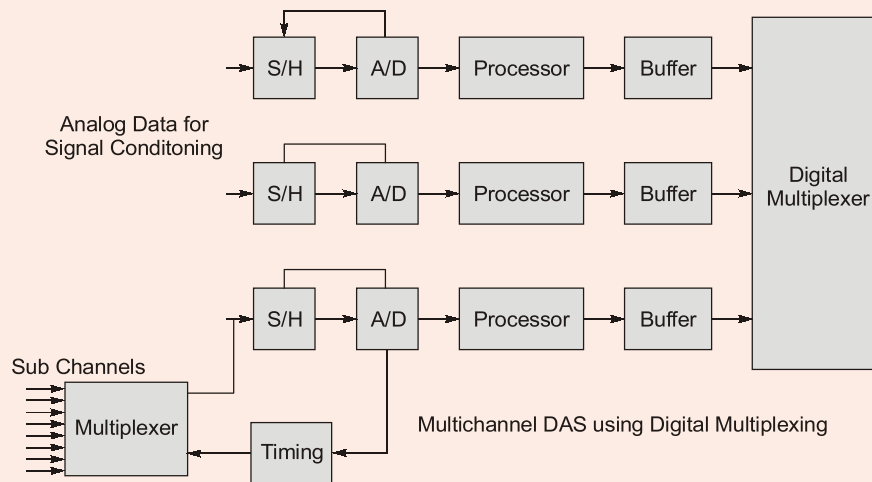 S/H
A/D
Processor
Buffer
Analog Data for
Signal Conditoning
S/H
A/D
Processor
Buffer
Digital
Multiplexer
S/H
A/D
Processor
Buffer
Sub Channels
Multiplexer
Timing
Multichannel DAS using Digital Multiplexing